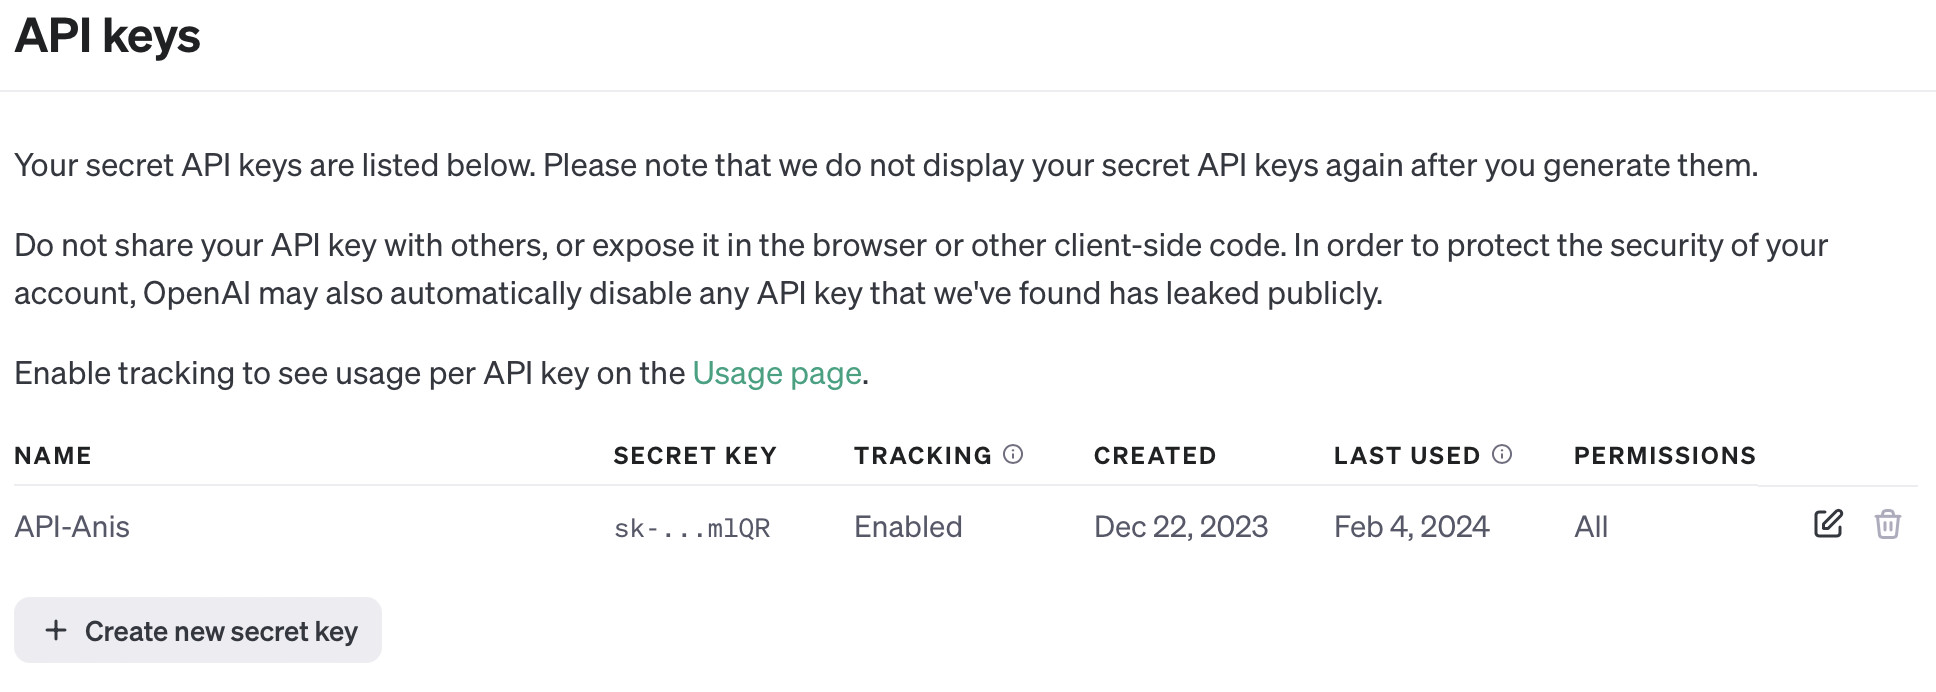 API keys
Your secret API keys are listed below. Please note that we do not display your secret API keys again after you generate them.
Do not share your API key with others, or expose it in the browser or other client-side code. In order to protect the security of your
account, OpenAI may also automatically disable any API key that we've found has leaked publicly.
Enable tracking to see usage per API key on the Usage page.
NAME SECRET KEY TRACKING CREATED LAST USED PERMISSIONS
API-Anis sk-...mlQR Enabled Dec 22, 2023 Feb 4, 2024 All
+ Create new secret key